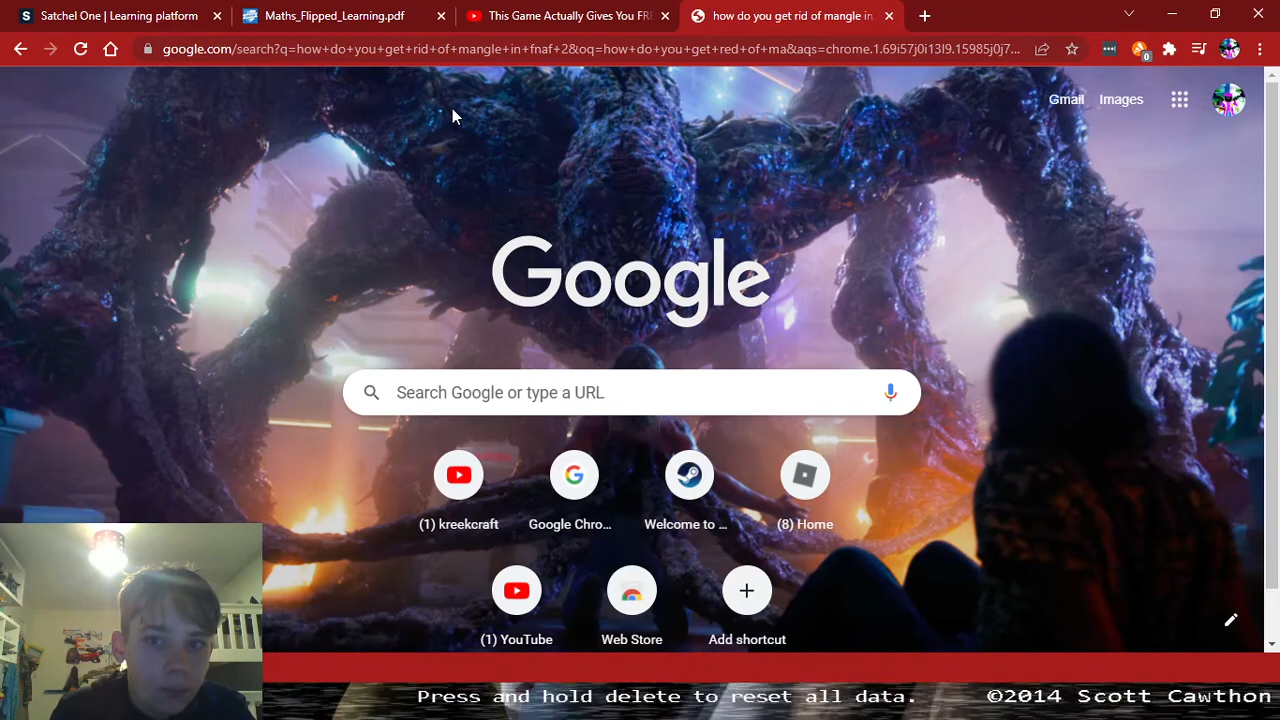 Satchel One | Learning platform
Maths_Flipped_Learning.pdf
This Game Actually Gives You FRE
how do you get rid of mangle in
google.com/search?q=how+do+you+get+rid+of+mangle+in+fnaf+2&oq=how+do+you+get+red+of+ma&aqs=chrome.1.69i57j0i13l9.15985j0j7...
0
Gmail
Images
Google
Search Google or type a URL
(1) kreekcraft
Google Chro...
Welcome to ...
(8) Home
(1) YouTube
Web Store
Add shortcut
Press and hold delete to reset all data.
©2014 Scott Cawthon